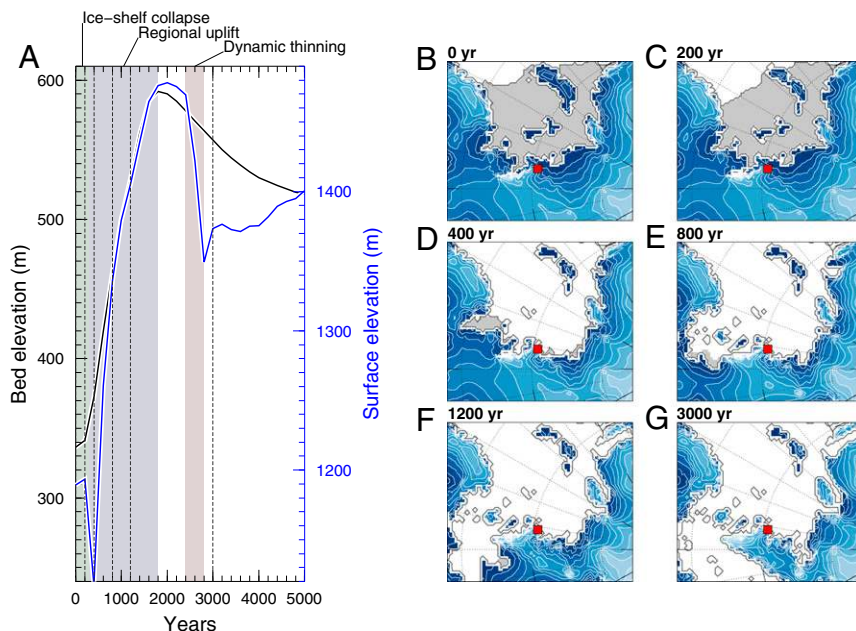 Ice-shelf collapse
Regional uplift
Dynamic thinning
A
600
500
400
300
Bed elevation (m)
1400
1300
1200
Surface elevation (m)
0 1000 2000 3000 4000 5000
Years
B 0 yr
C 200 yr
D 400 yr
E 800 yr
F 1200 yr
G 3000 yr